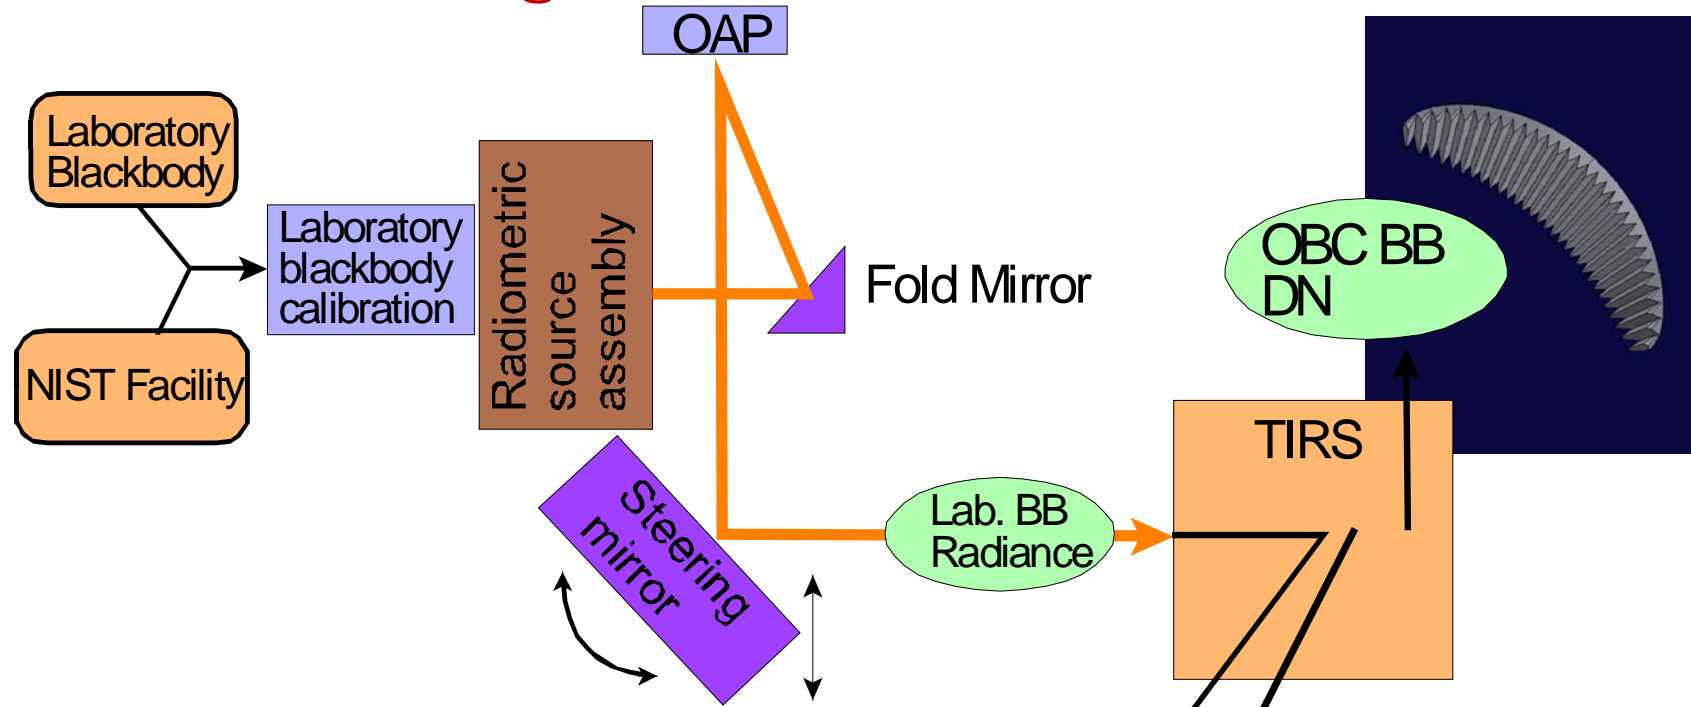 OAP
Laboratory
Blackbody
Laboratory
blackbody
calibration
NIST Facility
Radiometric
source
assembly
Fold Mirror
OBC BB
DN
TIRS
Steering
mirror
Lab. BB
Radiance